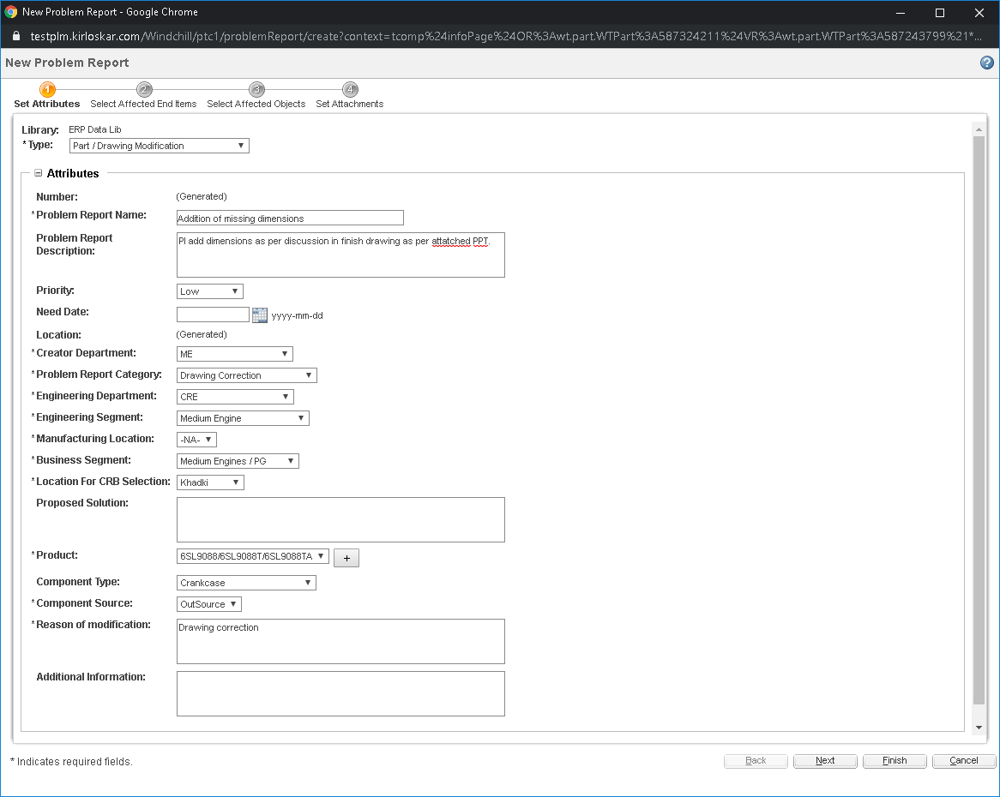 New Problem Report - Google Chrome
testplm.kirloskar.com/Windchill/ptc1/problemReport/create?context=tcomp%24infoPage%24OR%3Awt.part.WTPart%3A587324211%24VR%3Awt.part.WTPart%3A587243799%21*...
New Problem Report
?
1 2 3 4
Set Attributes Select Affected End Items Select Affected Objects Set Attachments
Library: ERP Data Lib
*Type: Part / Drawing Modification
Attributes
Number: (Generated)
*Problem Report Name: Addition of missing dimensions
Problem Report
Description:
Pl add dimensions as per discussion in finish drawing as per attatched PPT.
Priority: Low
Need Date: yyyy-mm-dd
Location: (Generated)
*Creator Department: ME
*Problem Report Category: Drawing Correction
*Engineering Department: CRE
*Engineering Segment: Medium Engine
*Manufacturing Location: -NA-
*Business Segment: Medium Engines / PG
*Location For CRB Selection: Khadki
Proposed Solution:
*Product: 6SL9088/6SL9088T/6SL9088TA +
Component Type: Crankcase
*Component Source: OutSource
*Reason of modification: Drawing correction
Additional Information:
* Indicates required fields.
Back Next Finish Cancel